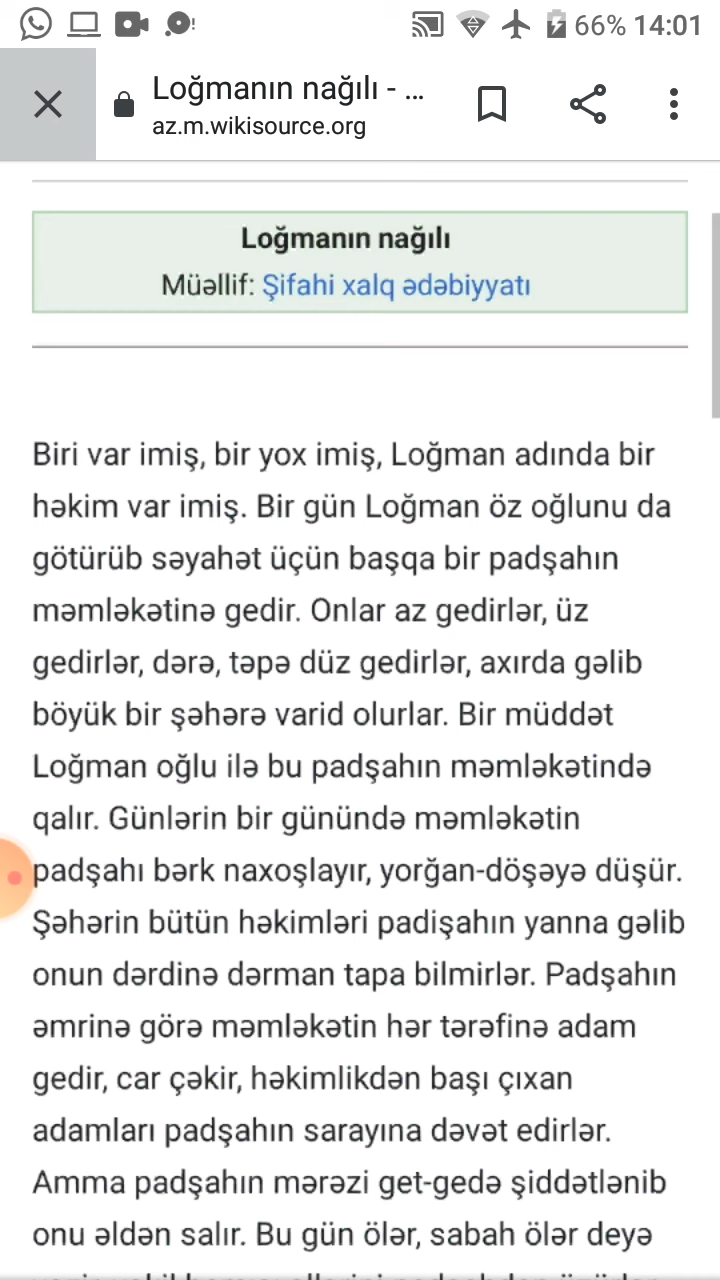 66% 14:01
Loğmanın nağılı - ...
az.m.wikisource.org
Loğmanın nağılı
Müəllif: Şifahi xalq ədəbiyyatı
Biri var imiş, bir yox imiş, Loğman adında bir
həkim var imiş. Bir gün Loğman öz oğlunu da
götürüb səyahət üçün başqa bir padşahın
məmləkətinə gedir. Onlar az gedirlər, üz
gedirlər, dərə, təpə düz gedirlər, axırda gəlib
böyük bir şəhərə varid olurlar. Bir müddət
Loğman oğlu ilə bu padşahın məmləkətində
qalır. Günlərin bir günündə məmləkətin
padşahı bərk naxoşlayır, yorğan-döşəyə düşür.
Şəhərin bütün həkimləri padişahın yanna gəlib
onun dərdinə dərman tapa bilmirlər. Padşahın
əmrinə görə məmləkətin hər tərəfinə adam
gedir, car çəkir, həkimlikdən başı çıxan
adamları padşahın sarayına dəvət edirlər.
Amma padşahın mərəzi get-gedə şiddətlənib
onu əldən salır. Bu gün ölər, sabah ölər deyə